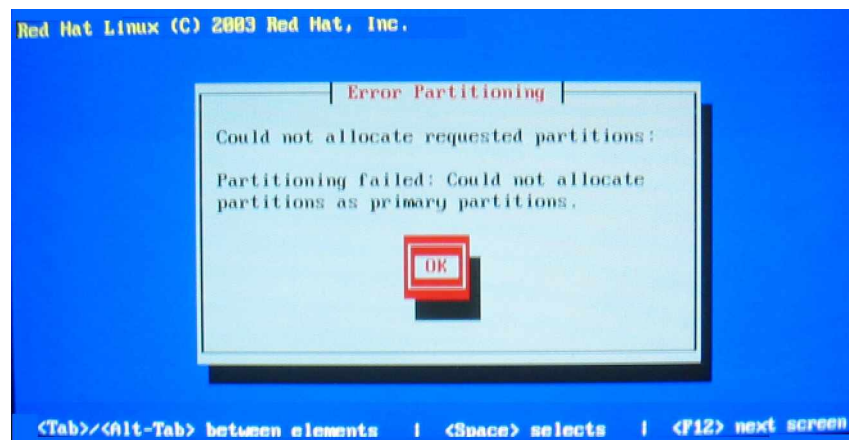 Red Hat Linux (C) 2003 Red Hat, Inc.
Error Partitioning
Could not allocate requested partitions:
Partitioning failed: Could not allocate
partitions as primary partitions.
OK
<Tab>/<Alt-Tab> between elements | <Space> selects | <F12> next screen